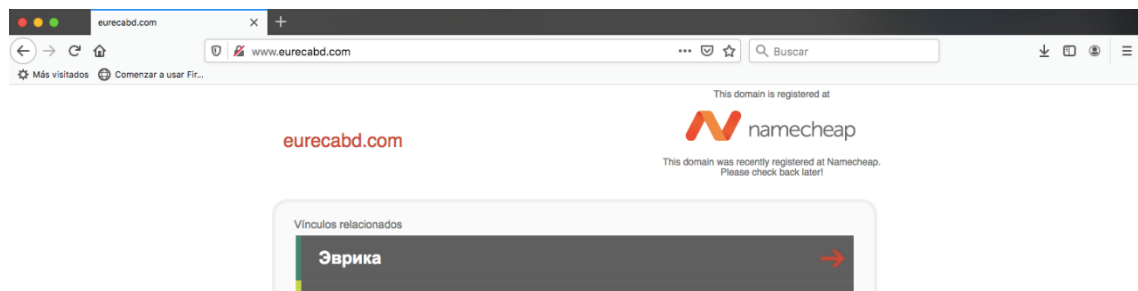 eurecabd.com
www.eurecabd.com
Buscar
Más visitados
Comenzar a usar Fir...
This domain is registered at
namecheap
eurecabd.com
This domain was recently registered at Namecheap.
Please check back later!
Vínculos relacionados
Эврика